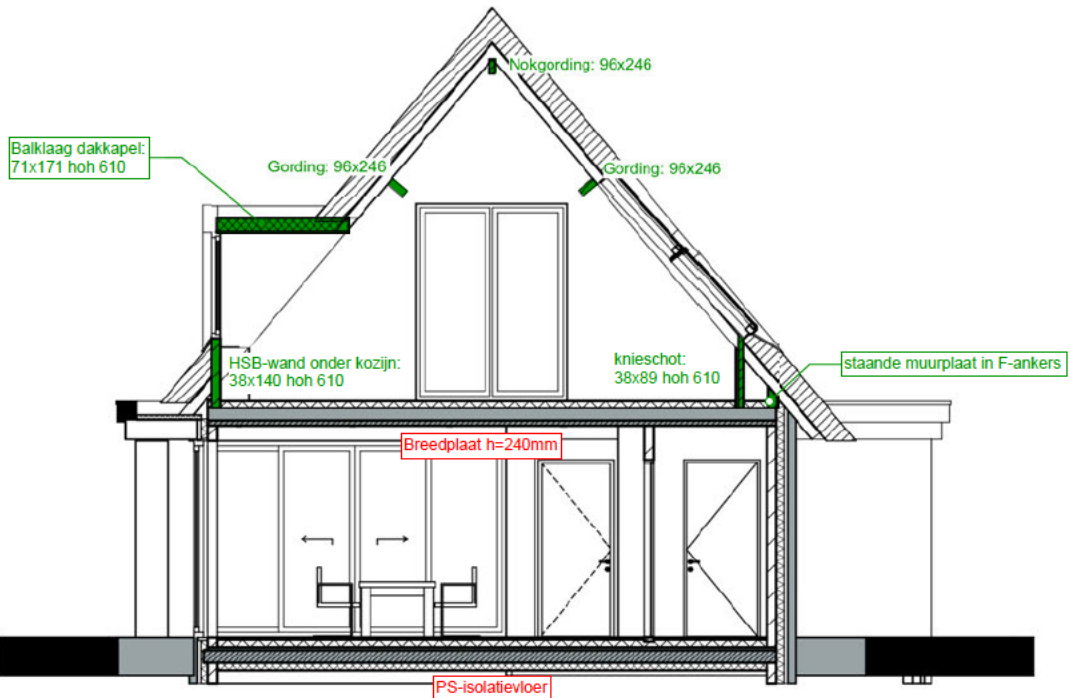 Nokgording: 96x246
Balklaag dakkapel:
71x171 hoh 610
Gording: 96x246
Gording: 96x246
HSB-wand onder kozijn:
38x140 hoh 610
knieschot:
38x89 hoh 610
staande muurplaat in F-ankers
Breedplaat h=240mm
PS-isolatievloer